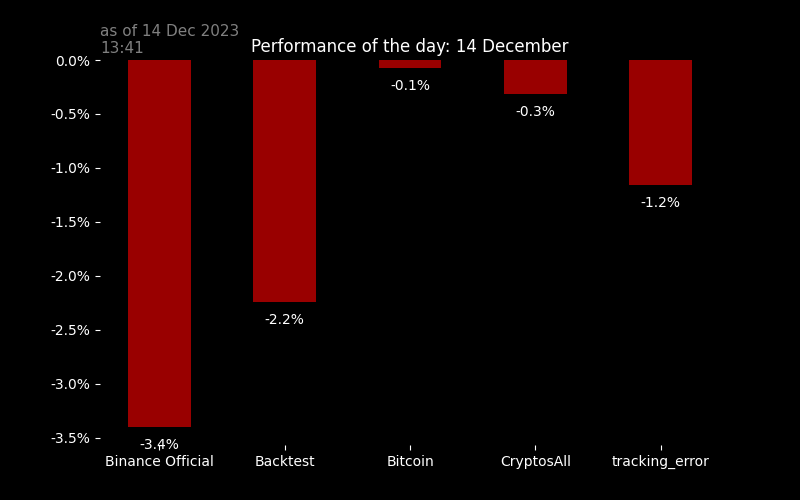 as of 14 Dec 2023
13:41
Performance of the day: 14 December
0.0%
-0.5%
-1.0%
-1.5%
-2.0%
-2.5%
-3.0%
-3.5%
-3.4%
-2.2%
-0.1%
-0.3%
-1.2%
Binance Official
Backtest
Bitcoin
CryptosAll
tracking_error